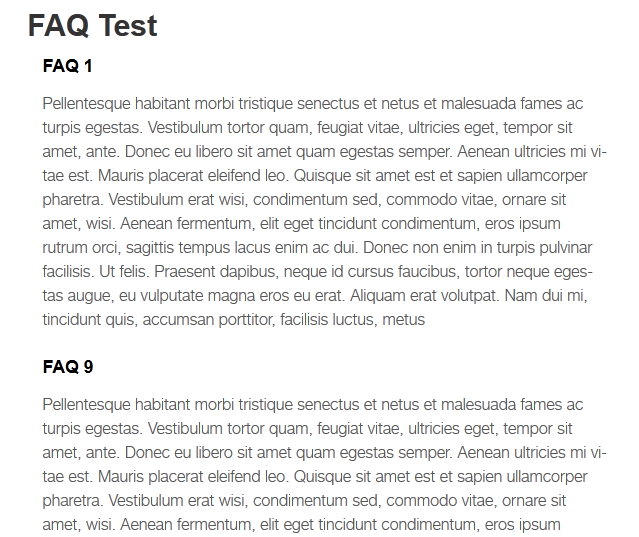 FAQ Test
FAQ 1
Pellentesque habitant morbi tristique senectus et netus et malesuada fames ac
turpis egestas. Vestibulum tortor quam, feugiat vitae, ultricies eget, tempor sit
amet, ante. Donec eu libero sit amet quam egestas semper. Aenean ultricies mi vi-
tae est. Mauris placerat eleifend leo. Quisque sit amet est et sapien ullamcorper
pharetra. Vestibulum erat wisi, condimentum sed, commodo vitae, ornare sit
amet, wisi. Aenean fermentum, elit eget tincidunt condimentum, eros ipsum
rutrum orci, sagittis tempus lacus enim ac dui. Donec non enim in turpis pulvinar
facilisis. Ut felis. Praesent dapibus, neque id cursus faucibus, tortor neque eges-
tas augue, eu vulputate magna eros eu erat. Aliquam erat volutpat. Nam dui mi,
tincidunt quis, accumsan porttitor, facilisis luctus, metus
FAQ 9
Pellentesque habitant morbi tristique senectus et netus et malesuada fames ac
turpis egestas. Vestibulum tortor quam, feugiat vitae, ultricies eget, tempor sit
amet, ante. Donec eu libero sit amet quam egestas semper. Aenean ultricies mi vi-
tae est. Mauris placerat eleifend leo. Quisque sit amet est et sapien ullamcorper
pharetra. Vestibulum erat wisi, condimentum sed, commodo vitae, ornare sit
amet, wisi. Aenean fermentum, elit eget tincidunt condimentum, eros ipsum